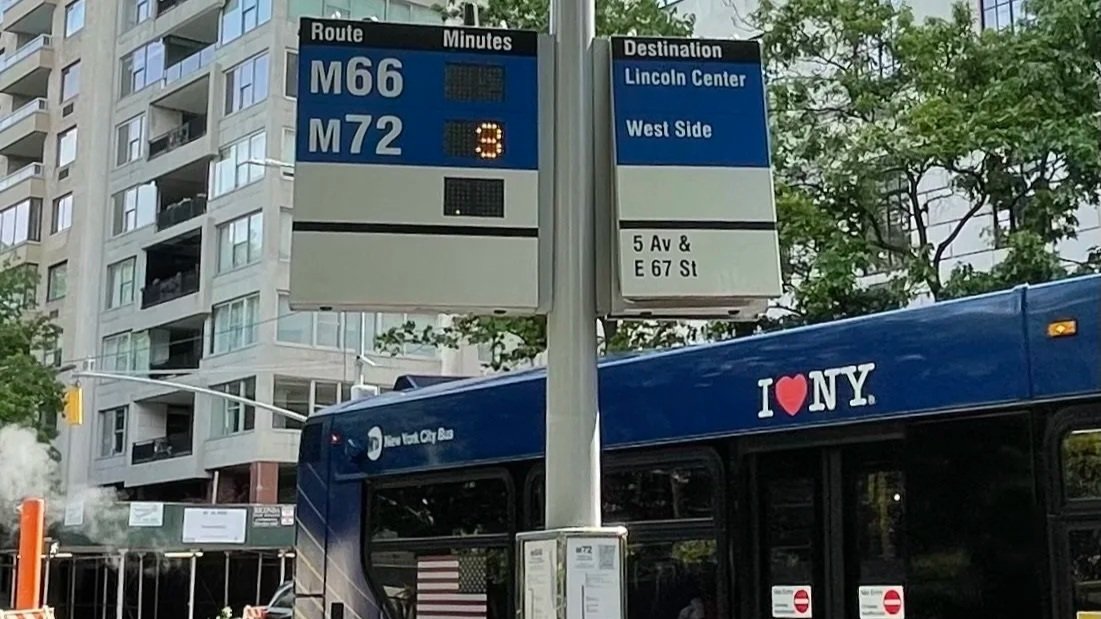 Route Minutes
M66
M72 3
Destination
Lincoln Center
West Side
5 Av &
E 67 St
I ♥ NY
New York City Bus
M66
M72